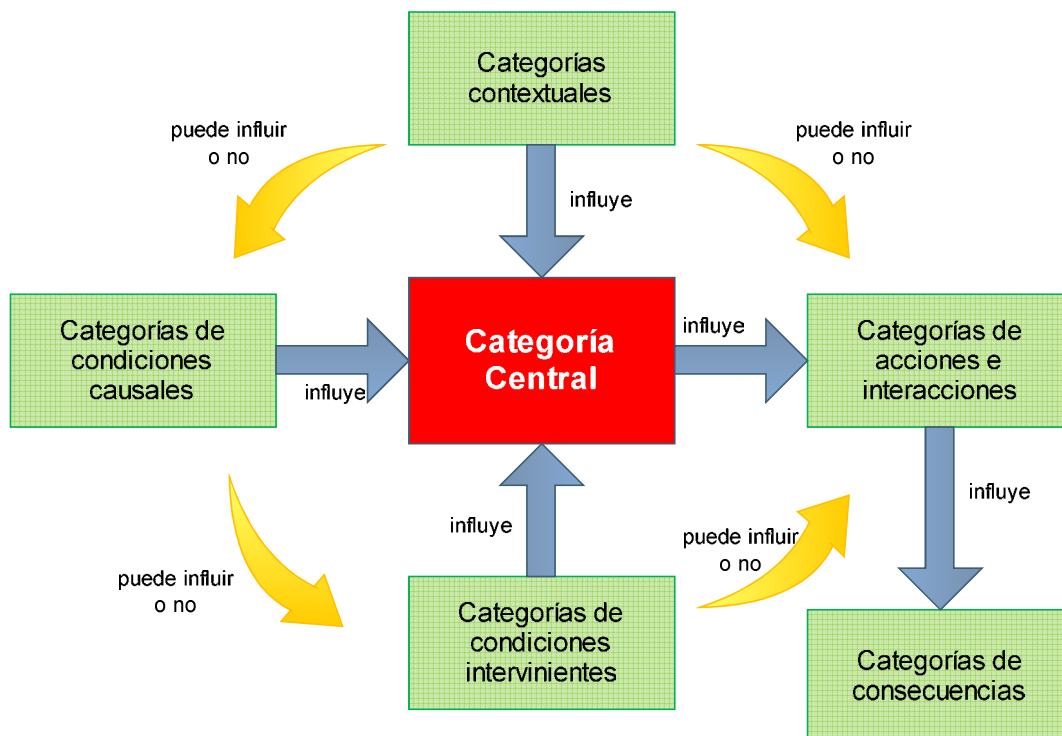 Categorías
contextuales
puede influir
o no
puede influir
o no
influye
Categorías de
condiciones
causales
influye
Categoría
Central
influye
Categorías de
acciones e
interacciones
puede influir
o no
influye
Categorías de
condiciones
intervinientes
puede influir
o no
influye
Categorías de
consecuencias